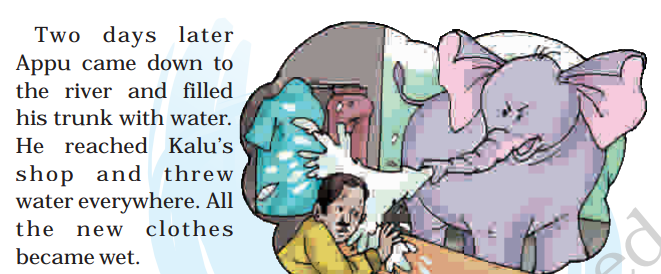 Two days later
Appu came down to
the river and filled
his trunk with water.
He reached Kalu's
shop and threw
water everywhere. All
the new clothes
became wet.